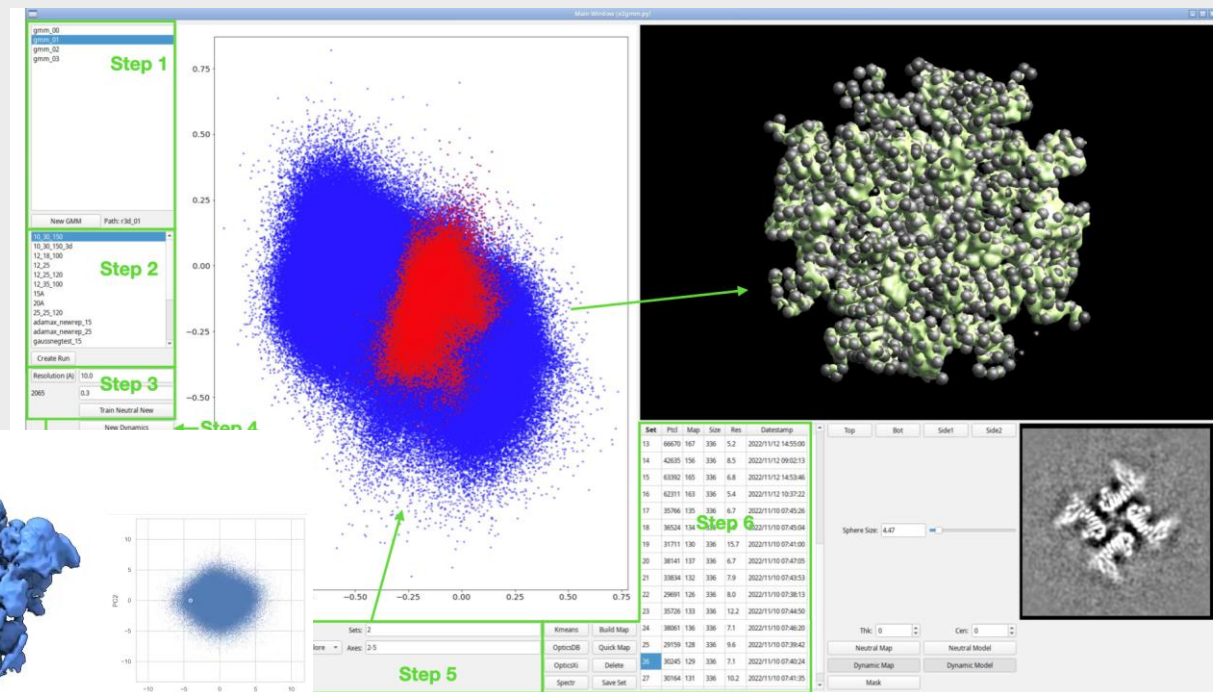 Main Window (e2gmm.py)
gmm_00
gmm_01
gmm_02
gmm_03
Step 1
New GMM Path: r3d_01
10_30_150
10_30_150_3d
12_18_100
12_25
12_25_120
12_35_100
15A
20A
25_25_120
adamax_newrep_15
adamax_newrep_25
gaussnegtest_15
Step 2
Create Run
Resolution (A) 10.0
2065 0.3
Step 3
Train Neutral New
New Dynamics
Step 4
0.75
0.50
0.25
0.00
−0.25
−0.50
−0.50 −0.25 0.00 0.25 0.50 0.75
10
5
0
−5
−10
PC2
−10 −5 0 5 10
Sets: 2
Axes: 2-5
Step 5
Kmeans Build Map
OpticsDB Quick Map
OpticsXi Delete
Spectr Save Set
Set Ptcl Map Size Res Datestamp
13 66670 167 336 5.2 2022/11/12 14:55:00
14 42635 156 336 8.5 2022/11/12 09:02:13
15 63392 165 336 6.8 2022/11/12 14:53:46
16 62311 163 336 5.4 2022/11/12 10:37:22
17 35766 135 336 6.7 2022/11/10 07:45:26
18 36524 134 336 2022/11/10 07:45:04
19 31711 130 336 15.7 2022/11/10 07:41:00
20 38141 137 336 6.7 2022/11/10 07:47:05
21 33834 132 336 7.9 2022/11/10 07:43:53
22 29691 126 336 8.0 2022/11/10 07:38:13
23 35726 133 336 12.2 2022/11/10 07:44:50
24 38061 136 336 7.1 2022/11/10 07:46:20
25 29159 128 336 9.6 2022/11/10 07:39:42
26 30245 129 336 7.1 2022/11/10 07:40:24
27 30164 131 336 10.2 2022/11/10 07:41:35
Step 6
Top Bot Side1 Side2
Sphere Size: 4.47
Thk: 0 Cen: 0
Neutral Map Neutral Model
Dynamic Map Dynamic Model
Mask